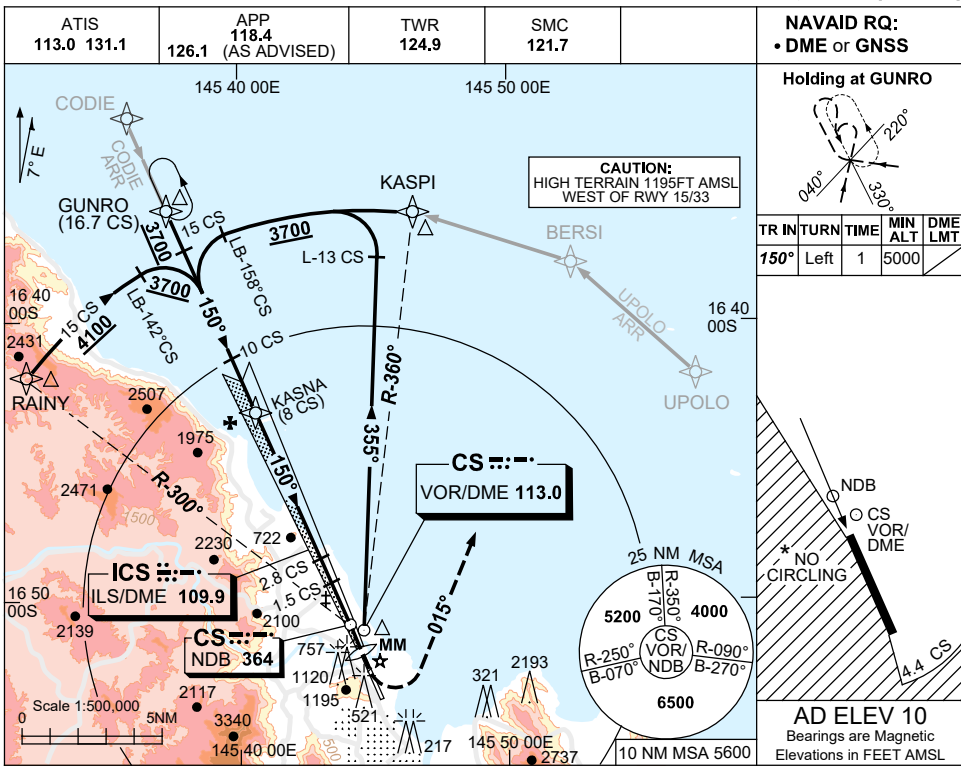 ATIS
113.0 131.1
APP
118.4
126.1 (AS ADVISED)
TWR
124.9
SMC
121.7
NAVAID RQ:
• DME or GNSS
145 40 00E
145 50 00E
CODIE
CODIE
ARR
7° E
GUNRO
(16.7 CS)
3700
15 CS
LB-158°CS
3700
KASPI
L-13 CS
CAUTION:
HIGH TERRAIN 1195FT AMSL
WEST OF RWY 15/33
BERSI
UPOLO
ARR
UPOLO
Holding at GUNRO
220°
040°
330°
TR IN
TURN
TIME
MIN
ALT
DME
LMT
150°
Left
1
5000
16 40
00S
16 40
00S
3700
LB-142°CS
15 CS
4100
150°
10 CS
2431
RAINY
2507
KASNA
(8 CS)
R-360°
355°
1975
2471
R-300°
150°
1500
CS
VOR/DME 113.0
722
2230
ICS
ILS/DME 109.9
2.8 CS
1.5 CS
015°
16 50
00S
2139
2100
CS
NDB 364
757
MM
1120
1195
521
217
321
2193
2117
3340
500
2737
Scale 1:500,000
0
5NM
145 40 00E
145 50 00E
25 NM MSA
R-350°
B-170°
5200
4000
CS
VOR/
NDB
R-250°
B-070°
R-090°
B-270°
6500
10 NM MSA 5600
NDB
CS
VOR/
DME
* NO
CIRCLING
4.4 CS
AD ELEV 10
Bearings are Magnetic
Elevations in FEET AMSL